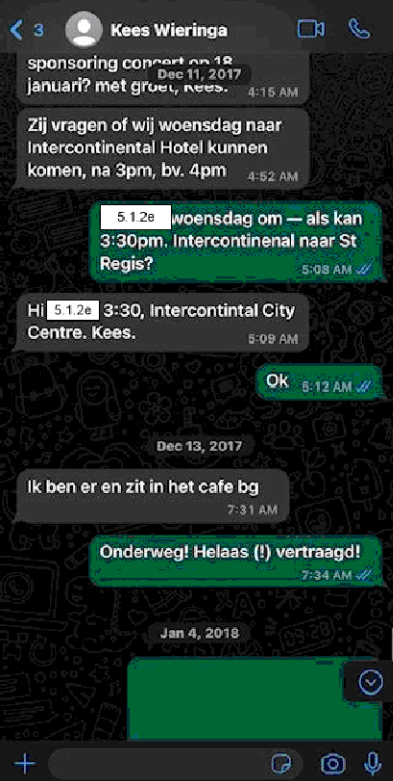 3 Kees Wieringa
sponsoring concert op 18
Dec 11, 2017
januari? met groet, Kees. 4:15 AM
Zij vragen of wij woensdag naar
Intercontinental Hotel kunnen
komen, na 3pm, bv. 4pm 4:52 AM
5.1.2e woensdag om — als kan
3:30pm. Intercontinenal naar St
Regis? 5:08 AM
Hi 5.1.2e 3:30, Intercontintal City
Centre. Kees. 5:09 AM
Ok 5:12 AM
Dec 13, 2017
Ik ben er en zit in het cafe bg
7:31 AM
Onderweg! Helaas (!) vertraagd!
7:34 AM
Jan 4, 2018